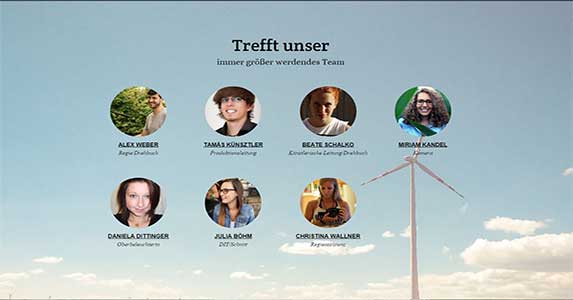 Trefft unser
immer größer werdendes Team
ALEX WEBER
Regie/Drehbuch
TAMÁS KÜNSZTLER
Produktionsleitung
BEATE SCHALKO
Künstlerische Leitung/Drehbuch
MIRIAM KANDEL
Kamera
DANIELA DITTINGER
Oberbeleuchterin
JULIA BÖHM
DIT/Schnitt
CHRISTINA WALLNER
Regieassistenz